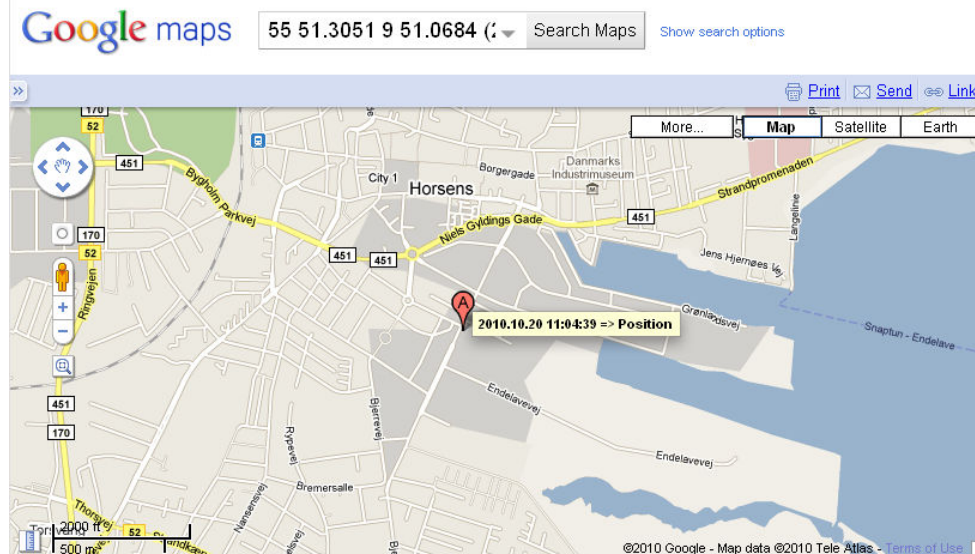 Google maps
55 51.3051 9 51.0684 (2
Search Maps
Show search options
»
Print
Send
Link
More...
Map
Satellite
Earth
170
52
451
Bygholm Parkvej
City 1
Horsens
Borgergade
Danmarks
Industrimuseum
Strandpromenaden
451
Niels Gyldings Gade
Langelinie
170
52
451
451
Jens Hjernøes Vej
Ringvejen
A
2010.10.20 11:04:39 => Position
Snaptun - Endelave
Endelavevej
Bjerrevej
451
170
Rypevej
Endelavevej
Bremersalle
Nansensvej
Thorsvej
52
2000 ft
500 m
©2010 Google - Map data ©2010 Tele Atlas - Terms of Use